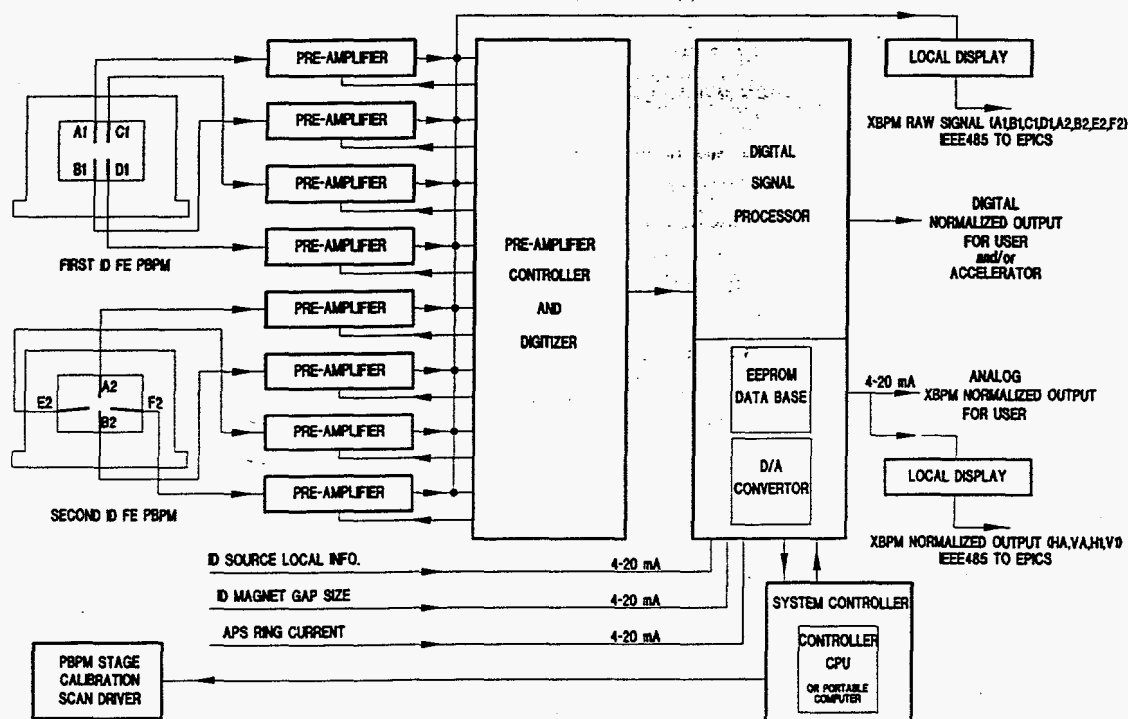 PRE-AMPLIFIER
PRE-AMPLIFIER
PRE-AMPLIFIER
PRE-AMPLIFIER
PRE-AMPLIFIER
PRE-AMPLIFIER
PRE-AMPLIFIER
PRE-AMPLIFIER
A1 C1
B1 D1
FIRST ID FE PBPM
A2
E2 F2
B2
SECOND ID FE PBPM
PRE-AMPLIFIER
CONTROLLER
AND
DIGITIZER
DIGITAL
SIGNAL
PROCESSOR
EEPROM
DATA BASE
D/A
CONVERTOR
LOCAL DISPLAY
XBPM RAW SIGNAL (A1,B1,C1,D1,A2,B2,E2,F2)
IEEE485 TO EPICS
DIGITAL
NORMALIZED OUTPUT
FOR USER
and/or
ACCELERATOR
4-20 mA
ANALOG
XBPM NORMALIZED OUTPUT
FOR USER
LOCAL DISPLAY
XBPM NORMALIZED OUTPUT (HA,VA,H1,V1)
IEEE485 TO EPICS
ID SOURCE LOCAL INFO.
4-20 mA
ID MAGNET GAP SIZE
4-20 mA
APS RING CURRENT
4-20 mA
SYSTEM CONTROLLER
CONTROLLER
CPU
OR PORTABLE
COMPUTER
PBPM STAGE
CALIBRATION
SCAN DRIVER